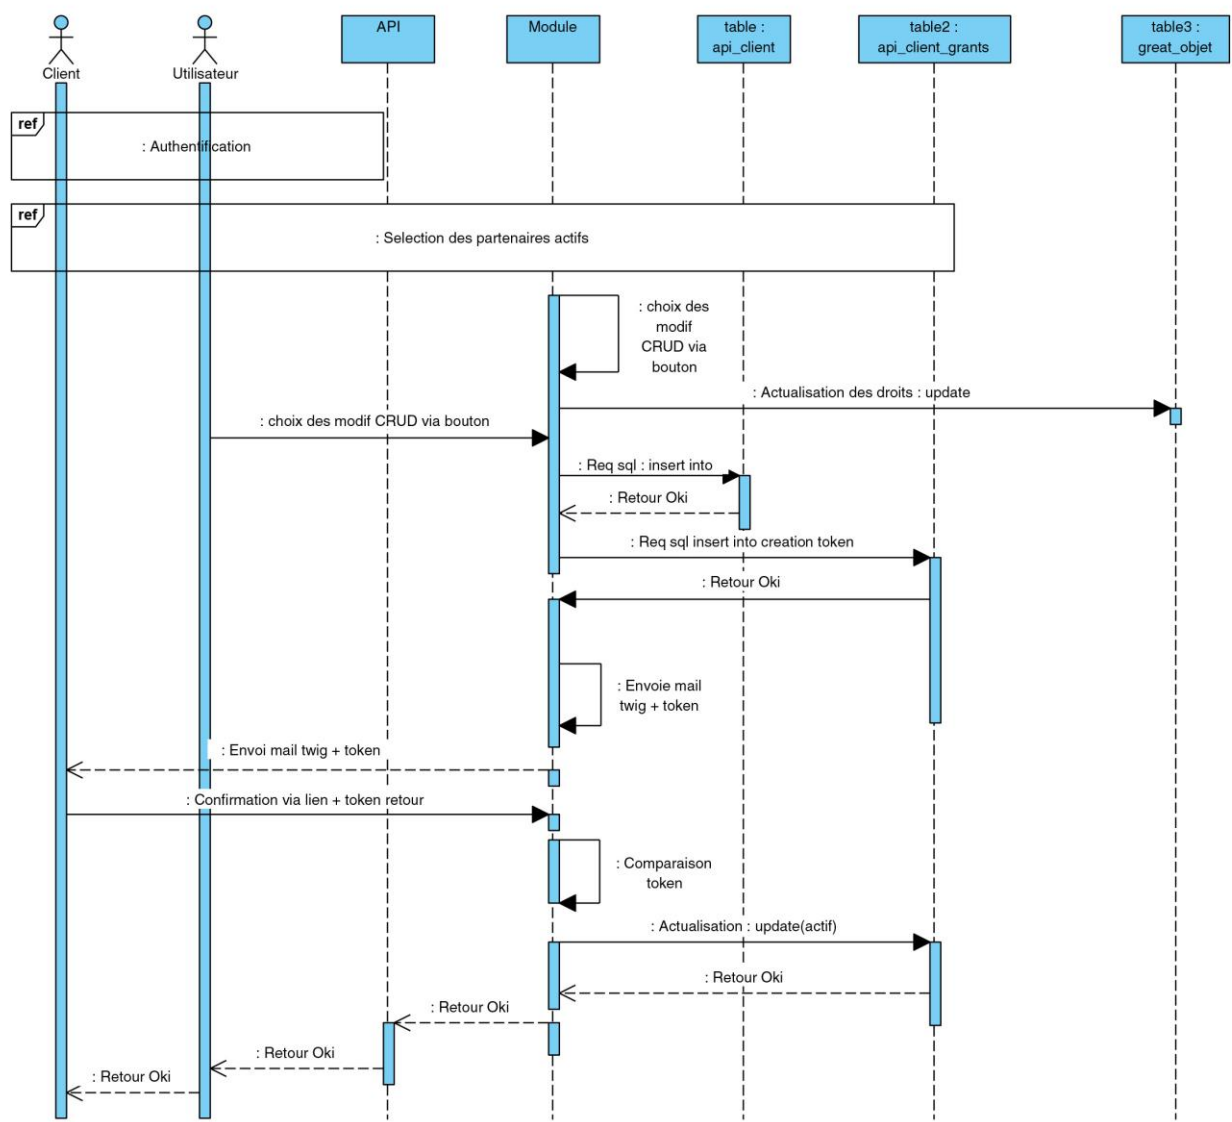 Client
Utilisateur
API
Module
table :
api_client
table2 :
api_client_grants
table3 :
great_objet
ref
: Authentification
ref
: Selection des partenaires actifs
: choix des
modif
CRUD via
bouton
: Actualisation des droits : update
: choix des modif CRUD via bouton
: Req sql : insert into
: Retour Oki
: Req sql insert into creation token
: Retour Oki
: Envoie mail
twig + token
: Envoi mail twig + token
: Confirmation via lien + token retour
: Comparaison
token
: Actualisation : update(actif)
: Retour Oki
: Retour Oki
: Retour Oki
: Retour Oki